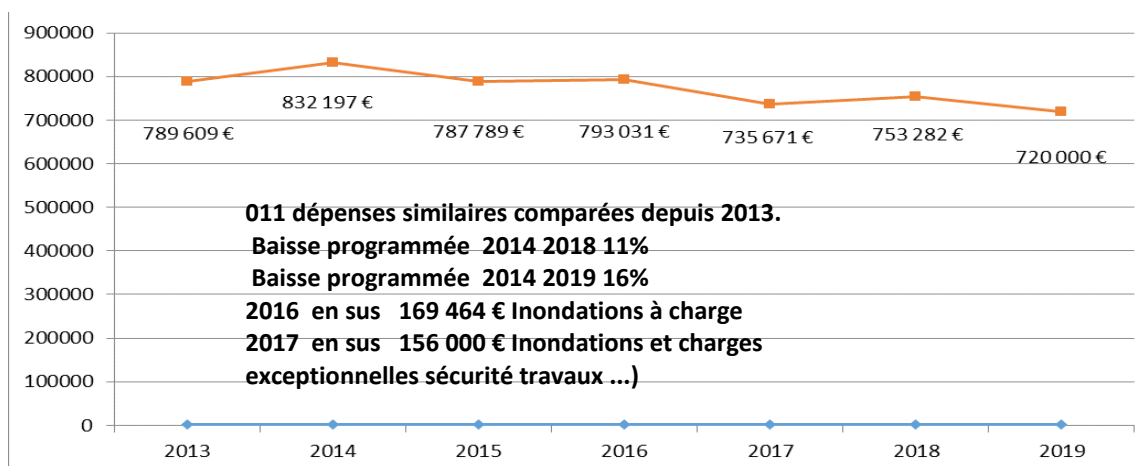 900000
800000
832 197 €
700000
789 609 €
787 789 €
793 031 €
735 671 €
753 282 €
720 000 €
600000
500000
011 dépenses similaires comparées depuis 2013.
400000
Baisse programmée 2014 2018 11%
Baisse programmée 2014 2019 16%
300000
2016 en sus 169 464 € Inondations à charge
200000
2017 en sus 156 000 € Inondations et charges
exceptionnelles sécurité travaux ...)
100000
0
2013 2014 2015 2016 2017 2018 2019